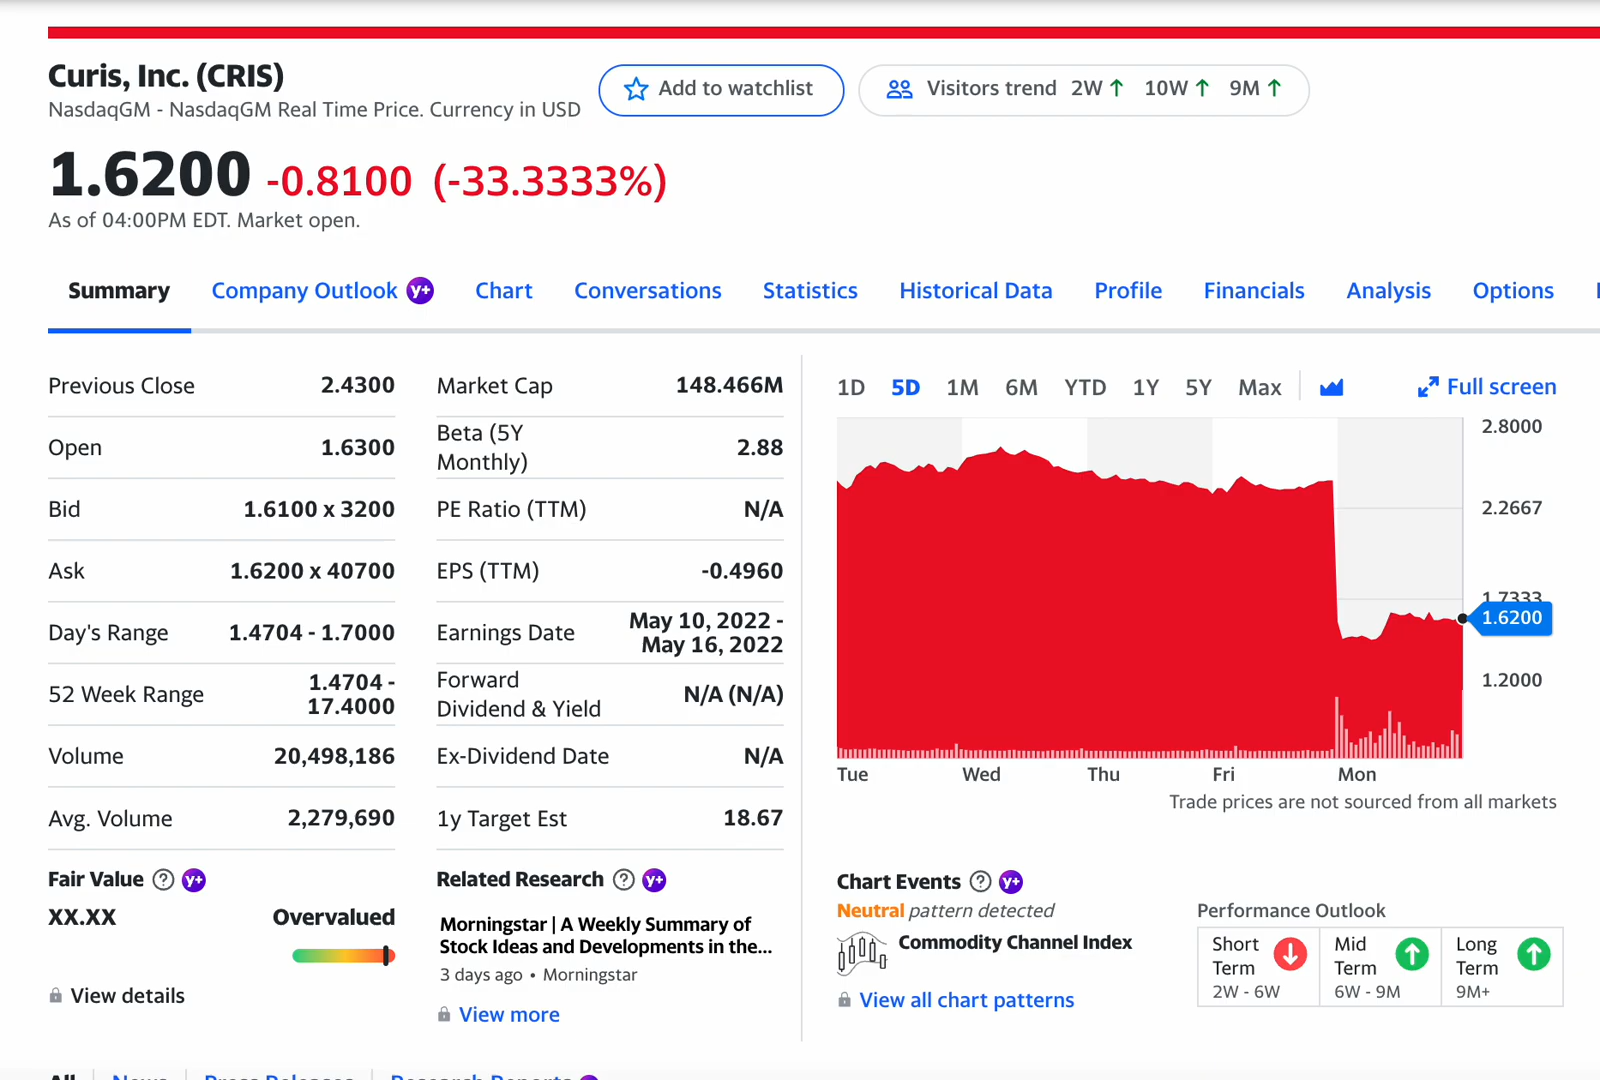 Curis, Inc. (CRIS)
NasdaqGM - NasdaqGM Real Time Price. Currency in USD
Add to watchlist
Visitors trend 2W ↑ 10W ↑ 9M ↑
1.6200 -0.8100 (-33.3333%)
As of 04:00PM EDT. Market open.
Summary Company Outlook y+ Chart Conversations Statistics Historical Data Profile Financials Analysis Options
Previous Close 2.4300
Open 1.6300
Bid 1.6100 x 3200
Ask 1.6200 x 40700
Day's Range 1.4704 - 1.7000
52 Week Range 1.4704 -
17.4000
Volume 20,498,186
Avg. Volume 2,279,690
Market Cap 148.466M
Beta (5Y
Monthly) 2.88
PE Ratio (TTM) N/A
EPS (TTM) -0.4960
Earnings Date May 10, 2022 -
May 16, 2022
Forward
Dividend & Yield N/A (N/A)
Ex-Dividend Date N/A
1y Target Est 18.67
1D 5D 1M 6M YTD 1Y 5Y Max
Full screen
2.8000
2.2667
1.7333
1.6200
1.2000
Tue Wed Thu Fri Mon
Trade prices are not sourced from all markets
Fair Value ? y+
XX.XX Overvalued
View details
Related Research ? y+
Morningstar | A Weekly Summary of
Stock Ideas and Developments in the...
3 days ago • Morningstar
View more
Chart Events ? y+
Neutral pattern detected
Commodity Channel Index
View all chart patterns
Performance Outlook
Short
Term
2W - 6W
Mid
Term
6W - 9M
Long
Term
9M+
All News Press Releases Research Reports